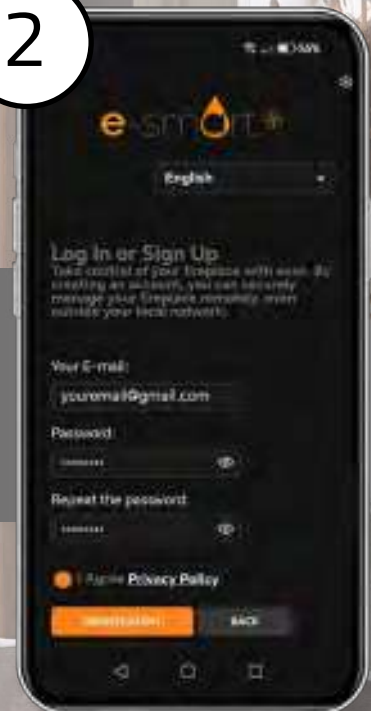 2
56%
e-smart
English
Log In or Sign Up
Take control of your fireplace with ease. By
creating an account, you can securely
manage your fireplace remotely, even
outside your local network.
Your E-mail:
youremail@gmail.com
Password:
Repeat the password:
I Agree Privacy Policy
BACK